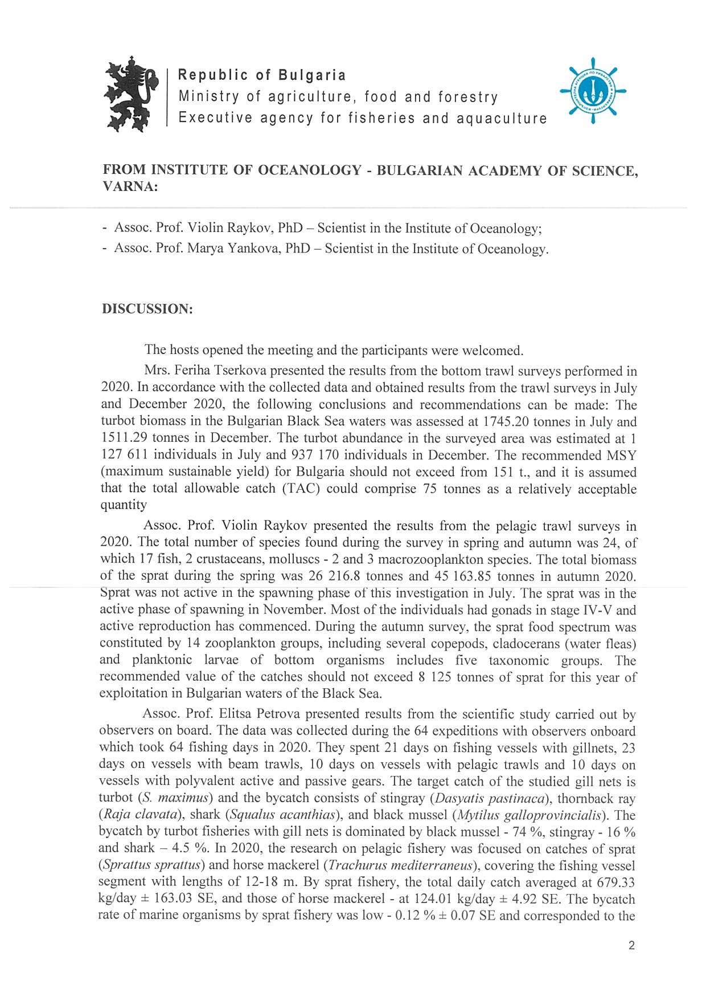 Republic of Bulgaria
Ministry of agriculture, food and forestry
Executive agency for fisheries and aquaculture
FROM INSTITUTE OF OCEANOLOGY - BULGARIAN ACADEMY OF SCIENCE,
VARNA:
- Assoc. Prof. Violin Raykov, PhD – Scientist in the Institute of Oceanology;
- Assoc. Prof. Marya Yankova, PhD – Scientist in the Institute of Oceanology.
DISCUSSION:
The hosts opened the meeting and the participants were welcomed.
Mrs. Feriha Tserkova presented the results from the bottom trawl surveys performed in
2020. In accordance with the collected data and obtained results from the trawl surveys in July
and December 2020, the following conclusions and recommendations can be made: The
turbot biomass in the Bulgarian Black Sea waters was assessed at 1745.20 tonnes in July and
1511.29 tonnes in December. The turbot abundance in the surveyed area was estimated at 1
127 611 individuals in July and 937 170 individuals in December. The recommended MSY
(maximum sustainable yield) for Bulgaria should not exceed from 151 t., and it is assumed
that the total allowable catch (TAC) could comprise 75 tonnes as a relatively acceptable
quantity
Assoc. Prof. Violin Raykov presented the results from the pelagic trawl surveys in
2020. The total number of species found during the survey in spring and autumn was 24, of
which 17 fish, 2 crustaceans, molluscs - 2 and 3 macrozooplankton species. The total biomass
of the sprat during the spring was 26 216.8 tonnes and 45 163.85 tonnes in autumn 2020.
Sprat was not active in the spawning phase of this investigation in July. The sprat was in the
active phase of spawning in November. Most of the individuals had gonads in stage IV-V and
active reproduction has commenced. During the autumn survey, the sprat food spectrum was
constituted by 14 zooplankton groups, including several copepods, cladocerans (water fleas)
and planktonic larvae of bottom organisms includes five taxonomic groups. The
recommended value of the catches should not exceed 8 125 tonnes of sprat for this year of
exploitation in Bulgarian waters of the Black Sea.
Assoc. Prof. Elitsa Petrova presented results from the scientific study carried out by
observers on board. The data was collected during the 64 expeditions with observers onboard
which took 64 fishing days in 2020. They spent 21 days on fishing vessels with gillnets, 23
days on vessels with beam trawls, 10 days on vessels with pelagic trawls and 10 days on
vessels with polyvalent active and passive gears. The target catch of the studied gill nets is
turbot (S. maximus) and the bycatch consists of stingray (Dasyatis pastinaca), thornback ray
(Raja clavata), shark (Squalus acanthias), and black mussel (Mytilus galloprovincialis). The
bycatch by turbot fisheries with gill nets is dominated by black mussel - 74 %, stingray - 16 %
and shark – 4.5 %. In 2020, the research on pelagic fishery was focused on catches of sprat
(Sprattus sprattus) and horse mackerel (Trachurus mediterraneus), covering the fishing vessel
segment with lengths of 12-18 m. By sprat fishery, the total daily catch averaged at 679.33
kg/day ± 163.03 SE, and those of horse mackerel - at 124.01 kg/day ± 4.92 SE. The bycatch
rate of marine organisms by sprat fishery was low - 0.12 % ± 0.07 SE and corresponded to the
2